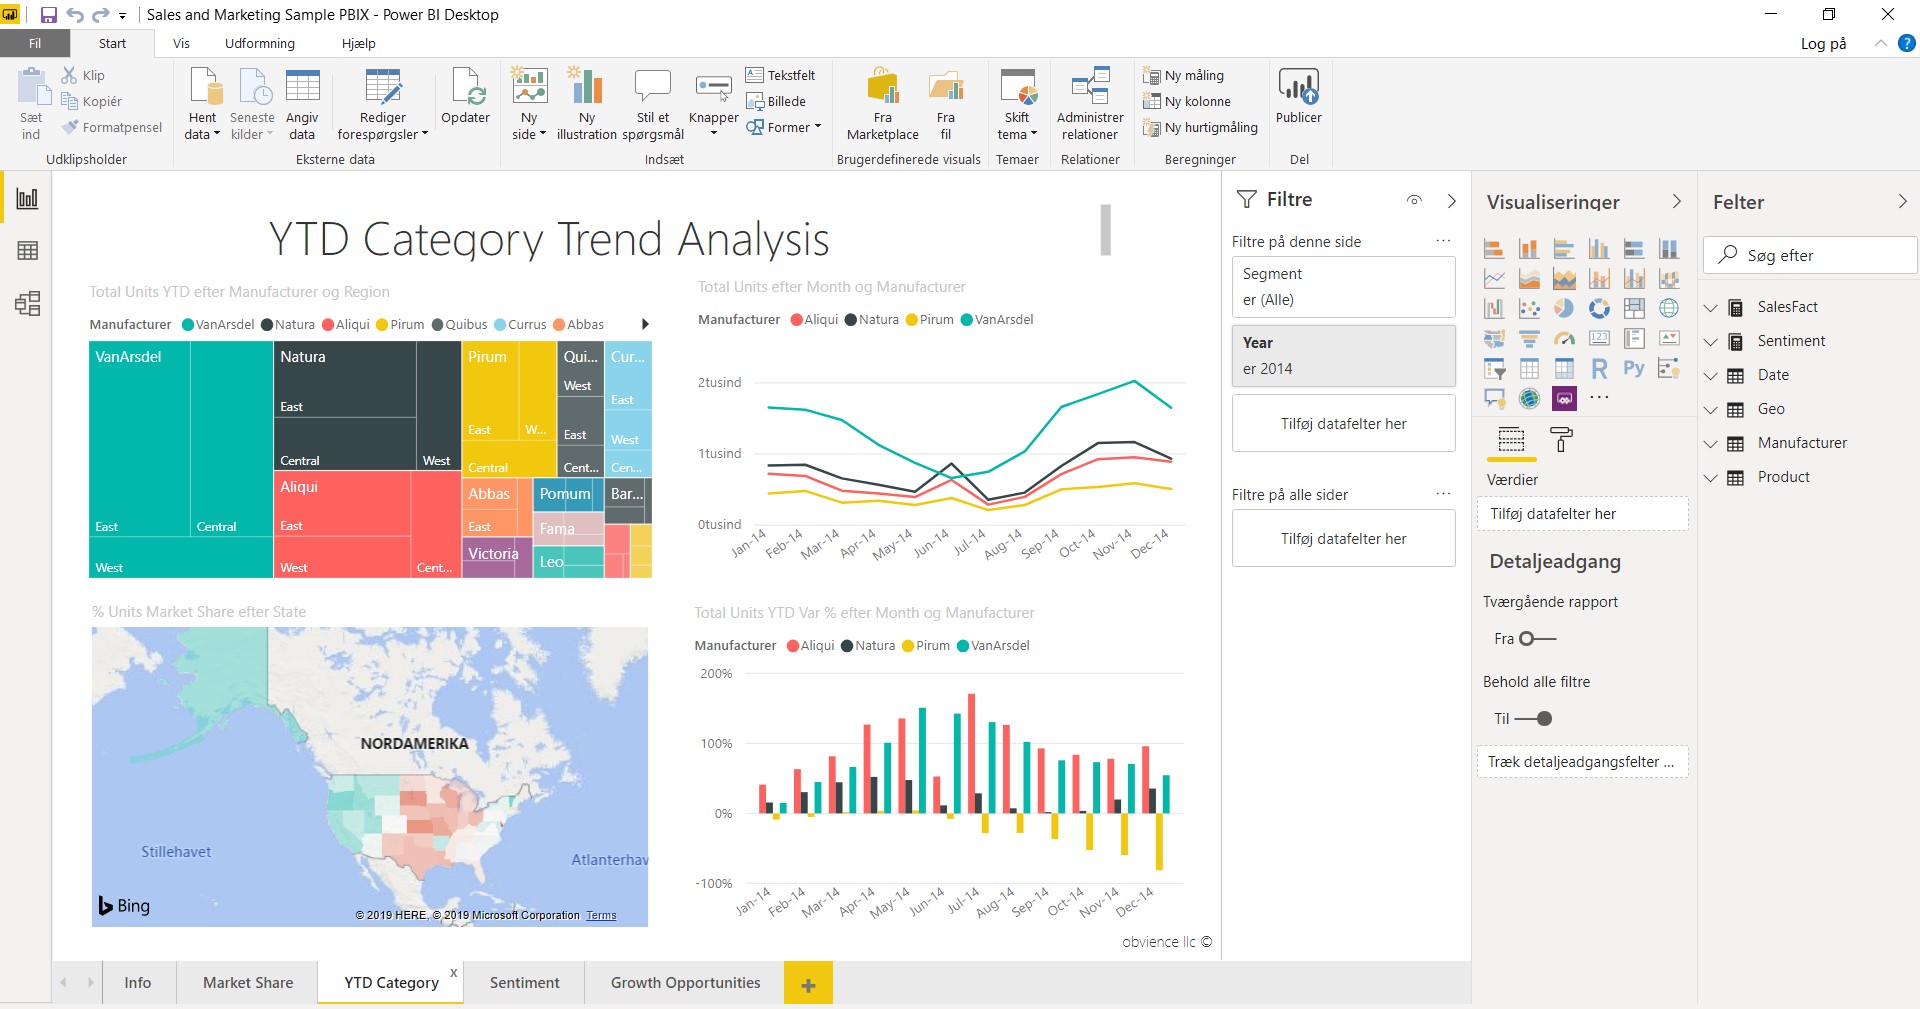 Sales and Marketing Sample PBIX - Power BI Desktop
Fil Start Vis Udformning Hjælp Log på ?
Sæt ind
Klip
Kopiér
Formatpensel
Udklipsholder
Hent data
Seneste kilder
Angiv data
Rediger forespørgsler
Eksterne data
Opdater
Ny side
Ny illustration
Stil et spørgsmål
Knapper
Tekstfelt
Billede
Former
Indsæt
Fra Marketplace
Fra fil
Brugerdefinerede visuals
Skift tema
Temaer
Administrer relationer
Relationer
Ny måling
Ny kolonne
Ny hurtigmåling
Beregninger
Publicer
Del
YTD Category Trend Analysis
Total Units YTD efter Manufacturer og Region
Manufacturer VanArsdel Natura Aliqui Pirum Quibus Currus Abbas
VanArsdel
East
Central
West
Natura
East
Central
West
Aliqui
East
West
Cent...
Pirum
East
W...
Central
Qui...
West
East
Cent...
Cur...
East
West
Cen...
Abbas
East
Victoria
Pomum
Fama
Leo
Bar...
Total Units efter Month og Manufacturer
Manufacturer Aliqui Natura Pirum VanArsdel
2tusind
1tusind
0tusind
Jan-14 Feb-14 Mar-14 Apr-14 May-14 Jun-14 Jul-14 Aug-14 Sep-14 Oct-14 Nov-14 Dec-14
% Units Market Share efter State
NORDAMERIKA
Stillehavet
Atlanterhav
Bing
© 2019 HERE, © 2019 Microsoft Corporation Terms
Total Units YTD Var % efter Month og Manufacturer
Manufacturer Aliqui Natura Pirum VanArsdel
200%
100%
0%
-100%
Jan-14 Feb-14 Mar-14 Apr-14 May-14 Jun-14 Jul-14 Aug-14 Sep-14 Oct-14 Nov-14 Dec-14
obvience llc ©
Filtre
Filtre på denne side ...
Segment
er (Alle)
Year
er 2014
Tilføj datafelter her
Filtre på alle sider ...
Tilføj datafelter her
Visualiseringer
123
R
Py
...
Værdier
Tilføj datafelter her
Detaljeadgang
Tværgående rapport
Fra
Behold alle filtre
Til
Træk detaljeadgangsfelter ...
Felter
Søg efter
SalesFact
Sentiment
Date
Geo
Manufacturer
Product
Info Market Share YTD Category x Sentiment Growth Opportunities +